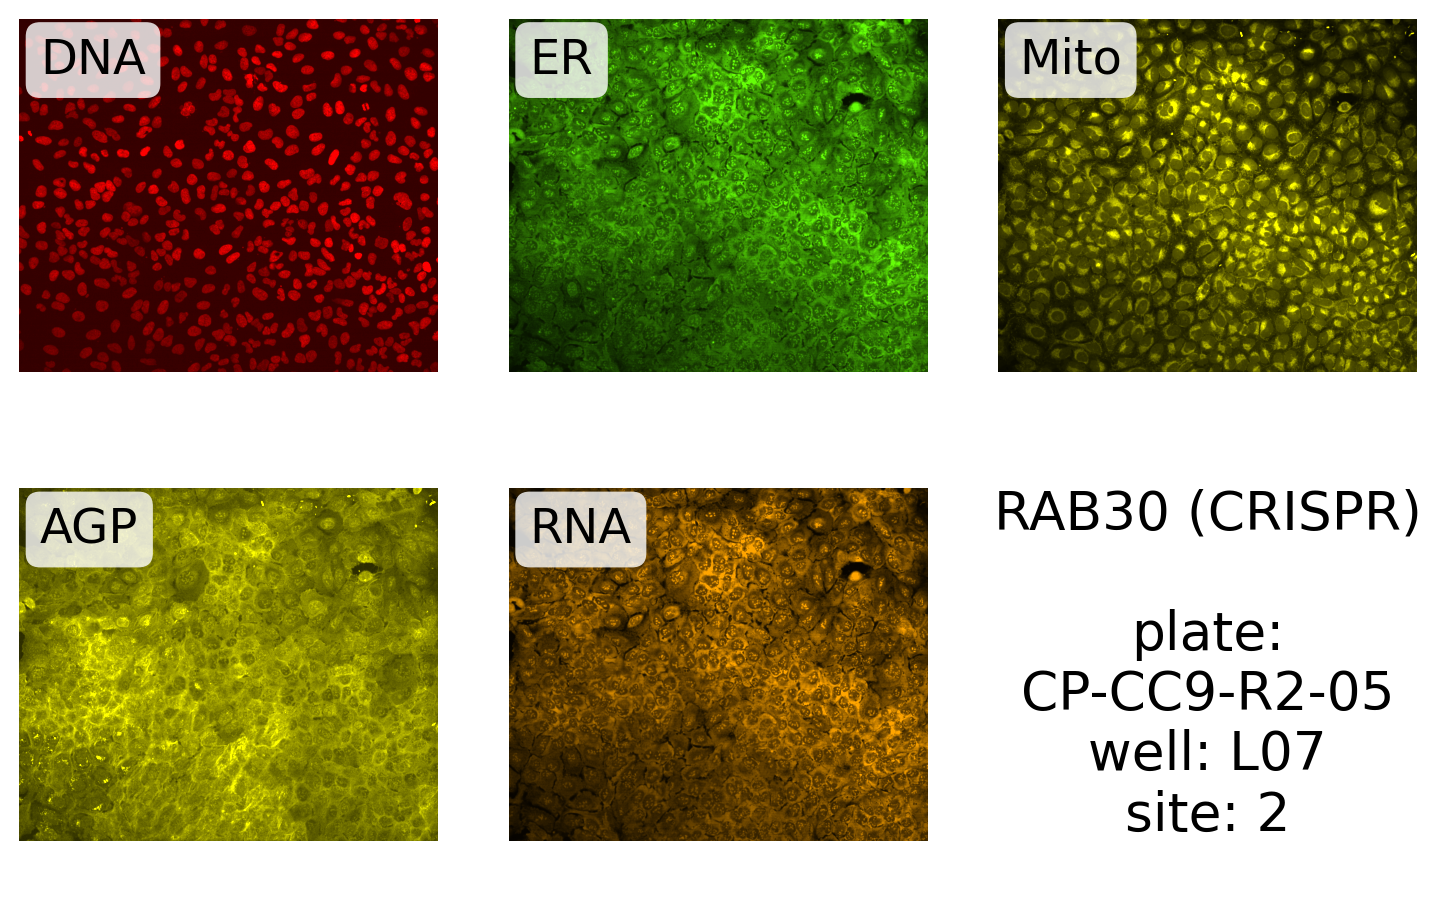 DNA
ER
Mito
AGP
RNA
RAB30 (CRISPR)
plate:
CP-CC9-R2-05
well: L07
site: 2